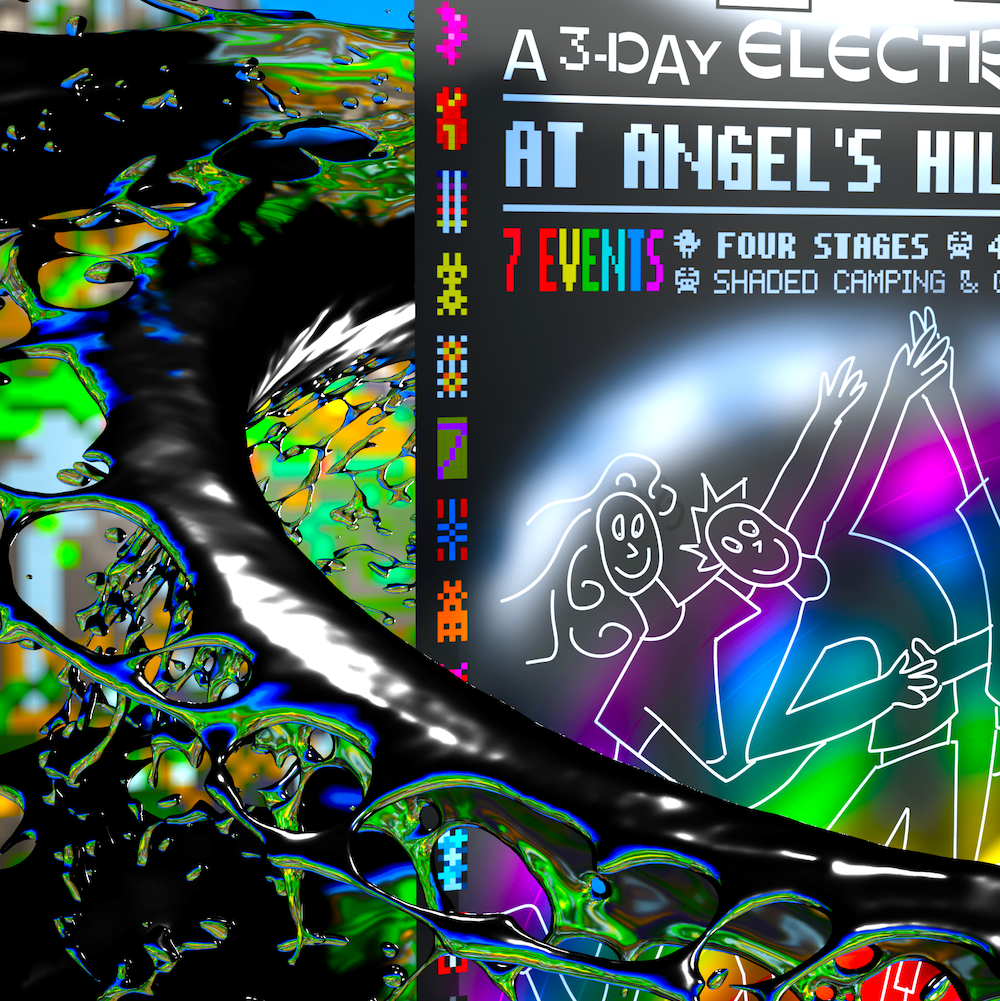 A 3-DAY
AT ANGEL'S
7 EVENTS
FOUR STAGES
SHADED CAMPING &